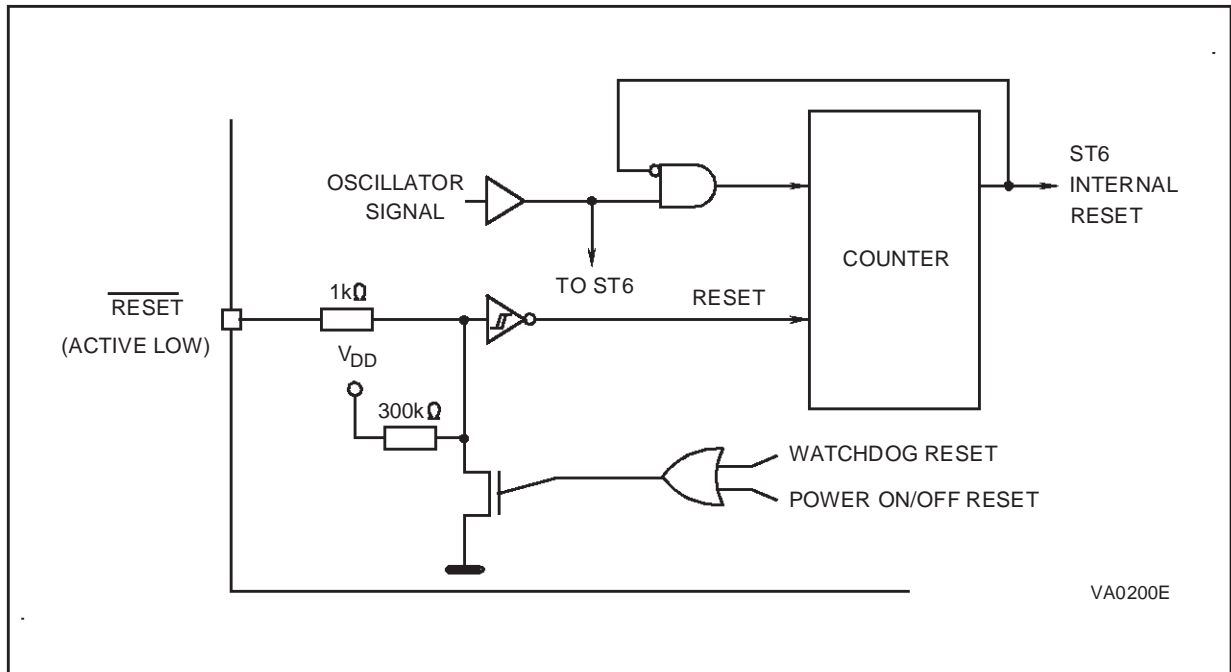 OSCILLATOR
SIGNAL
TO ST6
COUNTER
ST6
INTERNAL
RESET
RESET
(ACTIVE LOW)
1kΩ
V_DD
300kΩ
RESET
WATCHDOG RESET
POWER ON/OFF RESET
VA0200E